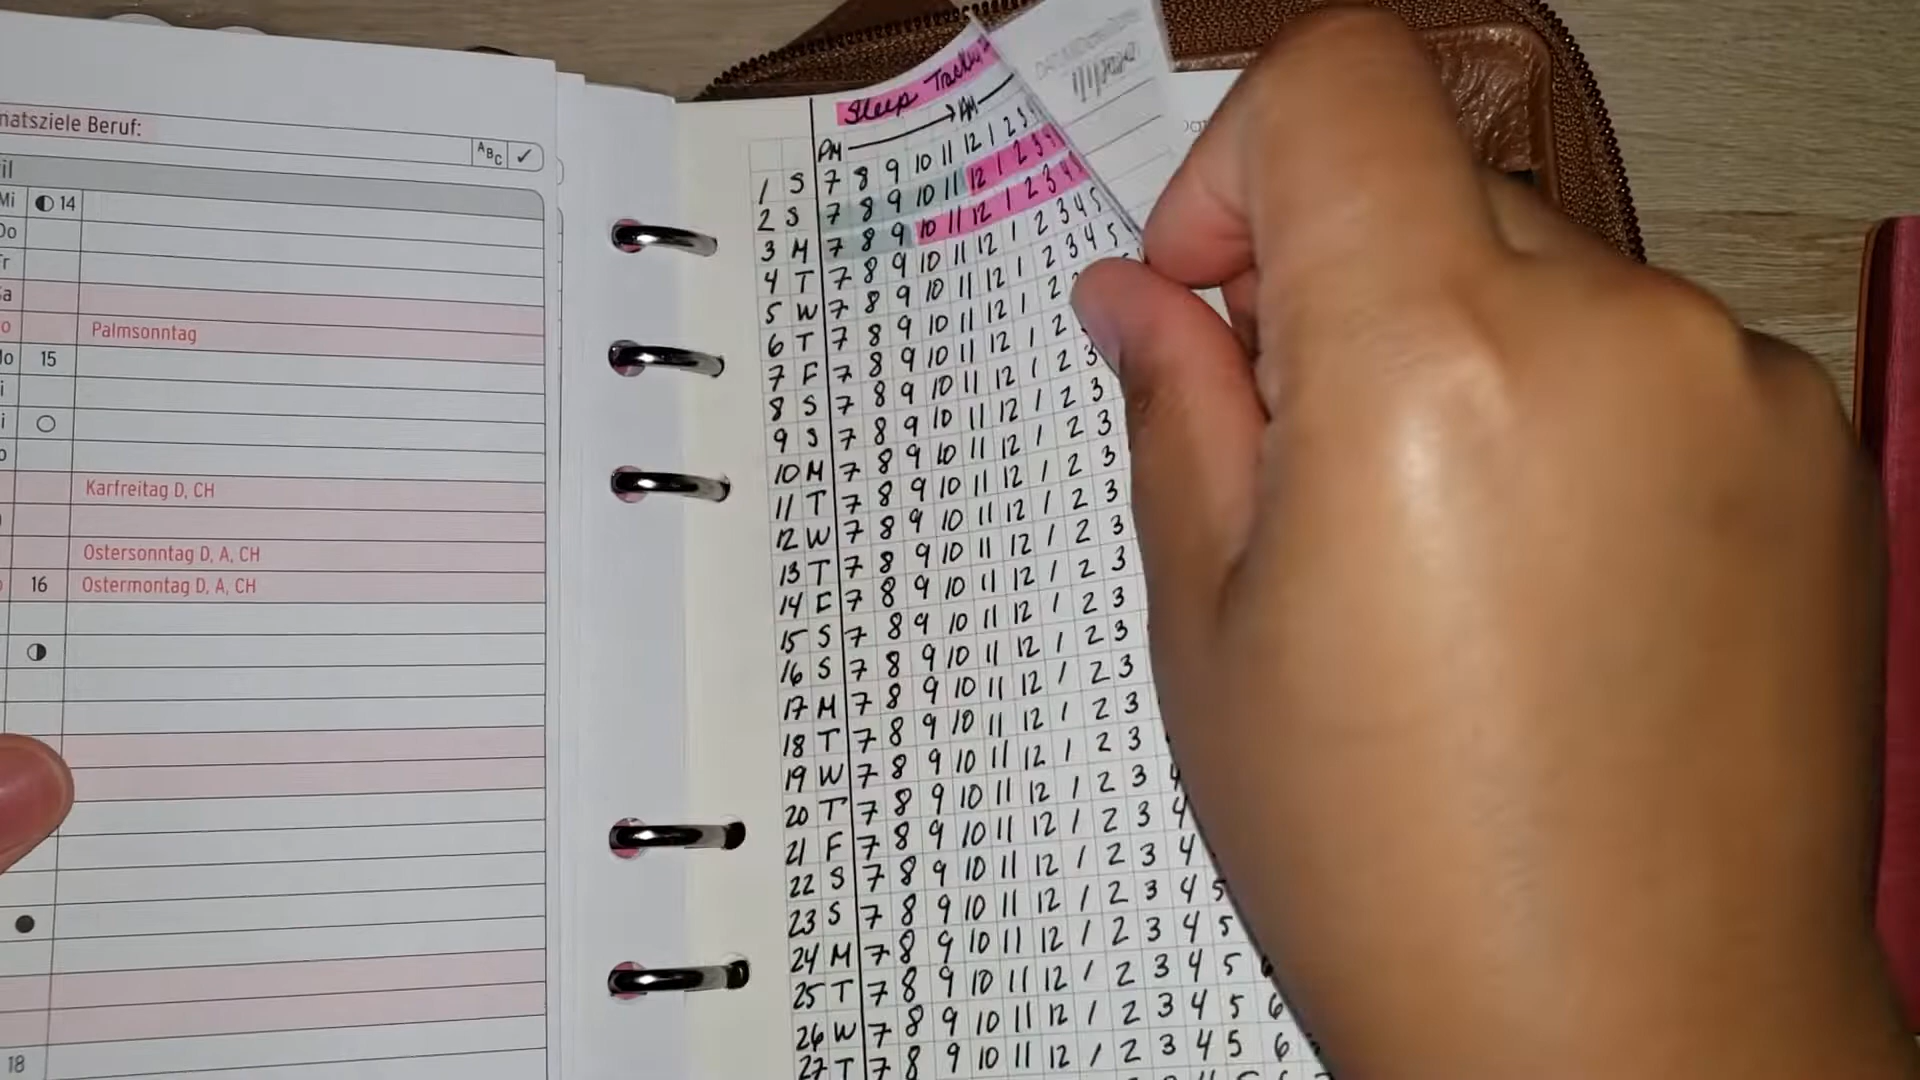 natsziele Beruf:
ABC ✓
il
Mi 14
Do
Fr
a
o Palmsonntag
Mo 15
i
i
o
Karfreitag D, CH
Ostersonntag D, A, CH
16 Ostermontag D, A, CH
18
Sleep Tracker
PM → AM
1 S 7 8 9 10 11 12 1 2 3
2 S 7 8 9 10 11 12 1 2 3 4
3 M 7 8 9 10 11 12 1 2 3 4
4 T 7 8 9 10 11 12 1 2 3 4 5
5 W 7 8 9 10 11 12 1 2 3 4 5
6 T 7 8 9 10 11 12 1 2
7 F 7 8 9 10 11 12 1 2
8 S 7 8 9 10 11 12 1 2 3
9 S 7 8 9 10 11 12 1 2 3
10 M 7 8 9 10 11 12 1 2 3
11 T 7 8 9 10 11 12 1 2 3
12 W 7 8 9 10 11 12 1 2 3
13 T 7 8 9 10 11 12 1 2 3
14 F 7 8 9 10 11 12 1 2 3
15 S 7 8 9 10 11 12 1 2 3
16 S 7 8 9 10 11 12 1 2 3
17 M 7 8 9 10 11 12 1 2 3
18 T 7 8 9 10 11 12 1 2 3
19 W 7 8 9 10 11 12 1 2 3
20 T 7 8 9 10 11 12 1 2 3 4
21 F 7 8 9 10 11 12 1 2 3 4
22 S 7 8 9 10 11 12 1 2 3 4
23 S 7 8 9 10 11 12 1 2 3 4 5
24 M 7 8 9 10 11 12 1 2 3 4 5
25 T 7 8 9 10 11 12 1 2 3 4 5 6
26 W 7 8 9 10 11 12 1 2 3 4 5 6
27 T 7 8 9 10 11 12 1 2 3 4 5 6